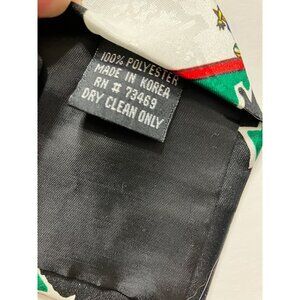 100% POLYESTER
MADE IN KOREA
RN # 73469
DRY CLEAN ONLY